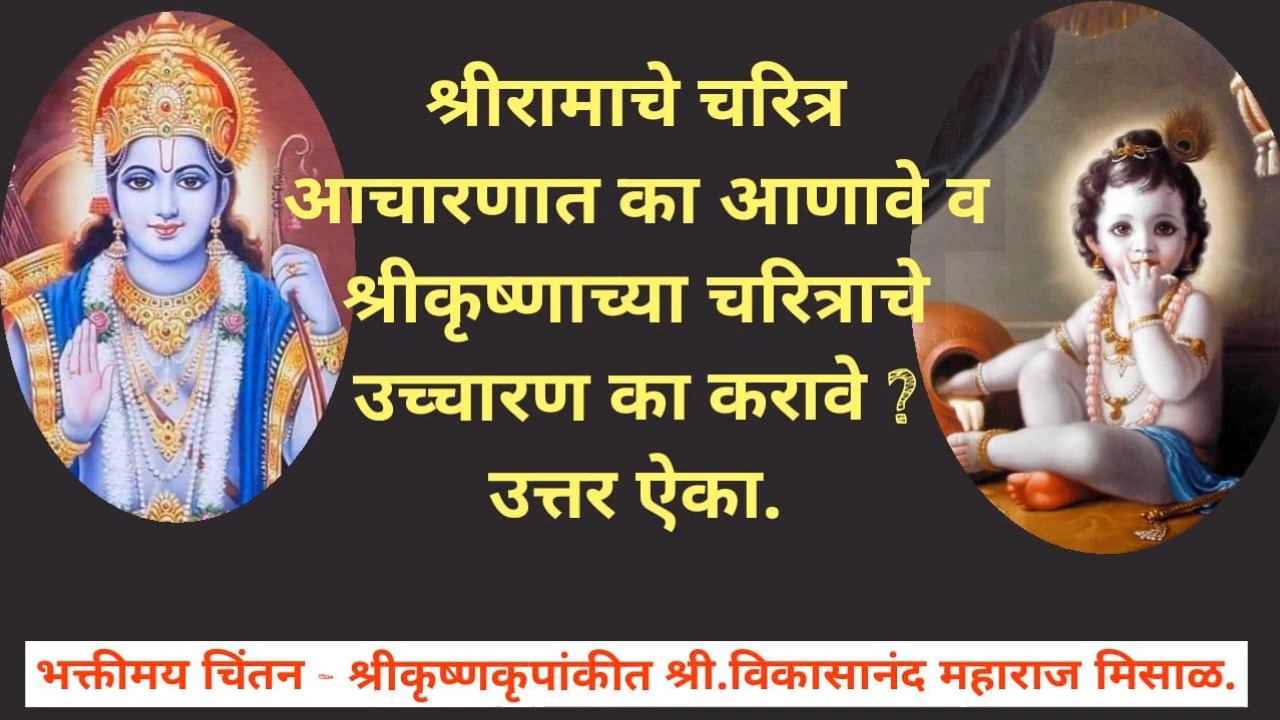 श्रीरामाचे चरित्र
आचारणात का आणावे व
श्रीकृष्णाच्या चरित्राचे
उच्चारण का करावे ?
उत्तर ऐका.
भक्तीमय चिंतन - श्रीकृष्णकृपांकीत श्री.विकासानंद महाराज मिसाळ.